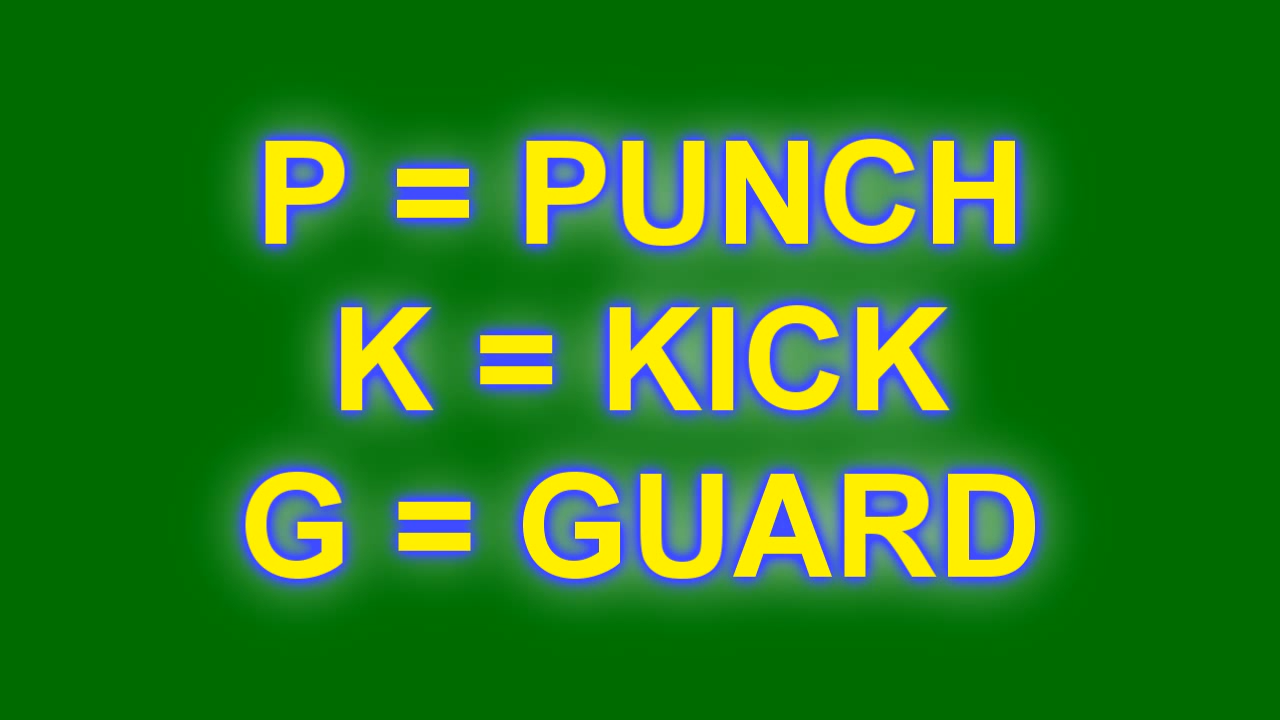 P = PUNCH
K = KICK
G = GUARD